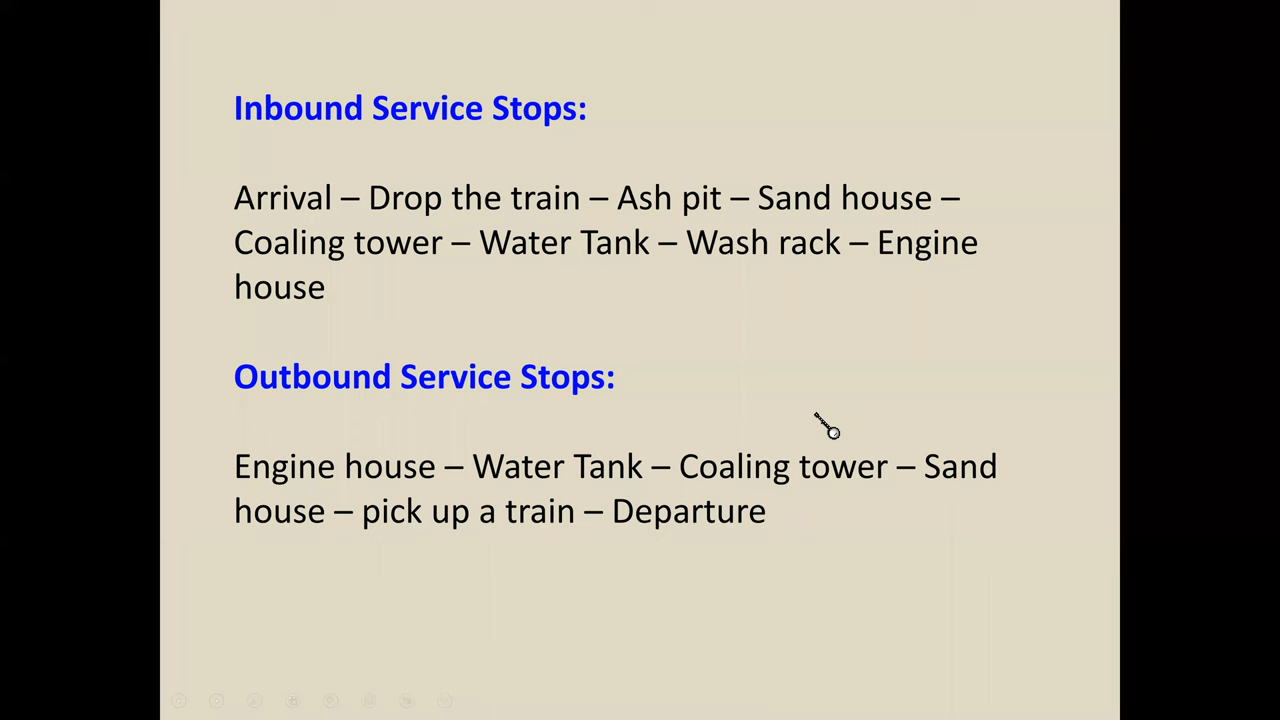 Inbound Service Stops:
Arrival – Drop the train – Ash pit – Sand house –
Coaling tower – Water Tank – Wash rack – Engine
house
Outbound Service Stops:
Engine house – Water Tank – Coaling tower – Sand
house – pick up a train – Departure